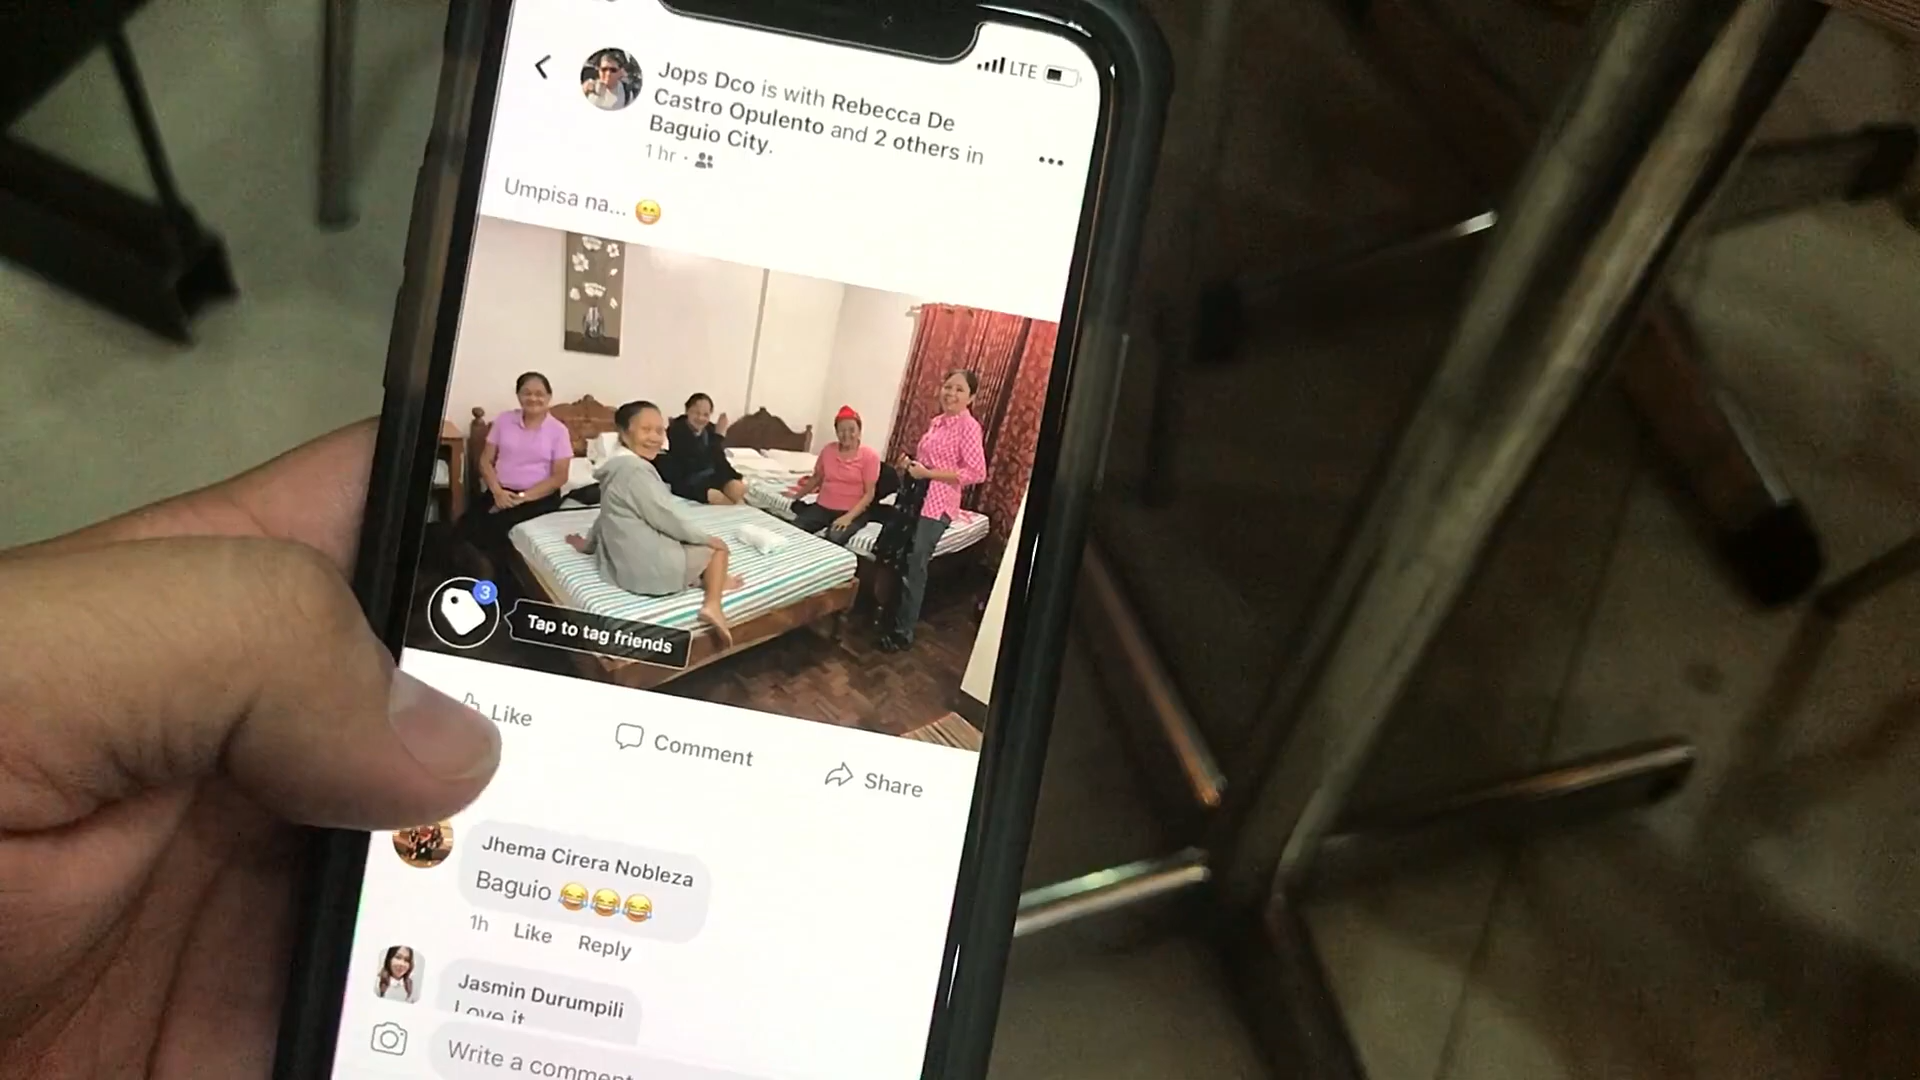 LTE
Jops Dco is with Rebecca De
Castro Opulento and 2 others in
Baguio City.
1 hr ·
Umpisa na... 😁
3
Tap to tag friends
Like
Comment
Share
Jhema Cirera Nobleza
Baguio 😂😂😂
1h Like Reply
Jasmin Durumpili
Love it
Write a comment